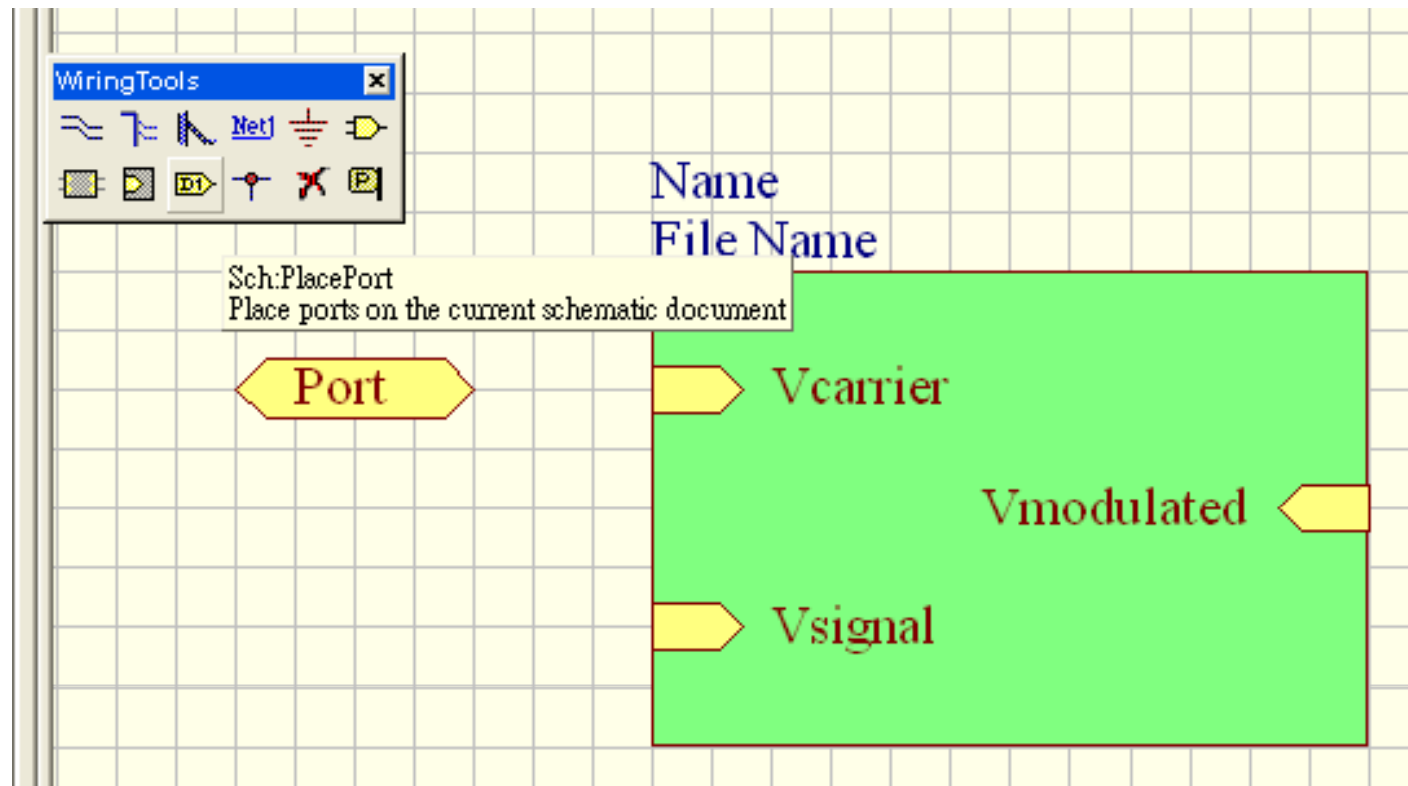 WiringTools
Net1
D1
P
Name
File Name
Sch:PlacePort
Place ports on the current schematic document
Port
Vcarrier
Vmodulated
Vsignal